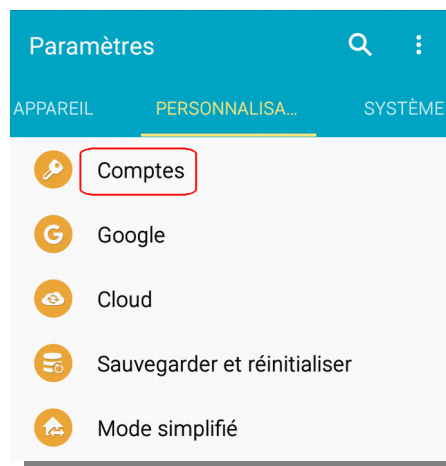 Paramètres
APPAREIL PERSONNALISA... SYSTÈME
Comptes
G Google
Cloud
Sauvegarder et réinitialiser
Mode simplifié